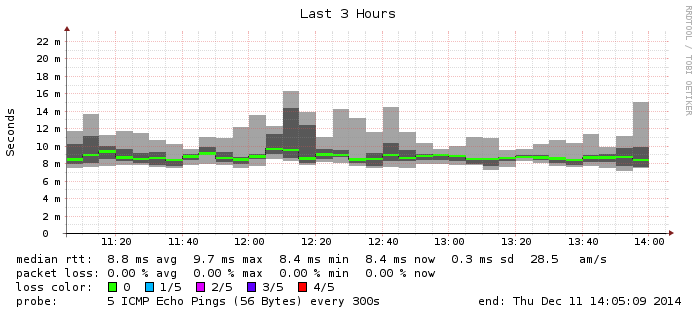 Last 3 Hours
RRDTOOL / TOBI OETIKER
Seconds
22 m
20 m
18 m
16 m
14 m
12 m
10 m
8 m
6 m
4 m
2 m
0
11:20 11:40 12:00 12:20 12:40 13:00 13:20 13:40 14:00
median rtt: 8.8 ms avg 9.7 ms max 8.4 ms min 8.4 ms now 0.3 ms sd 28.5 am/s
packet loss: 0.00 % avg 0.00 % max 0.00 % min 0.00 % now
loss color: 0 1/5 2/5 3/5 4/5
probe: 5 ICMP Echo Pings (56 Bytes) every 300s end: Thu Dec 11 14:05:09 2014